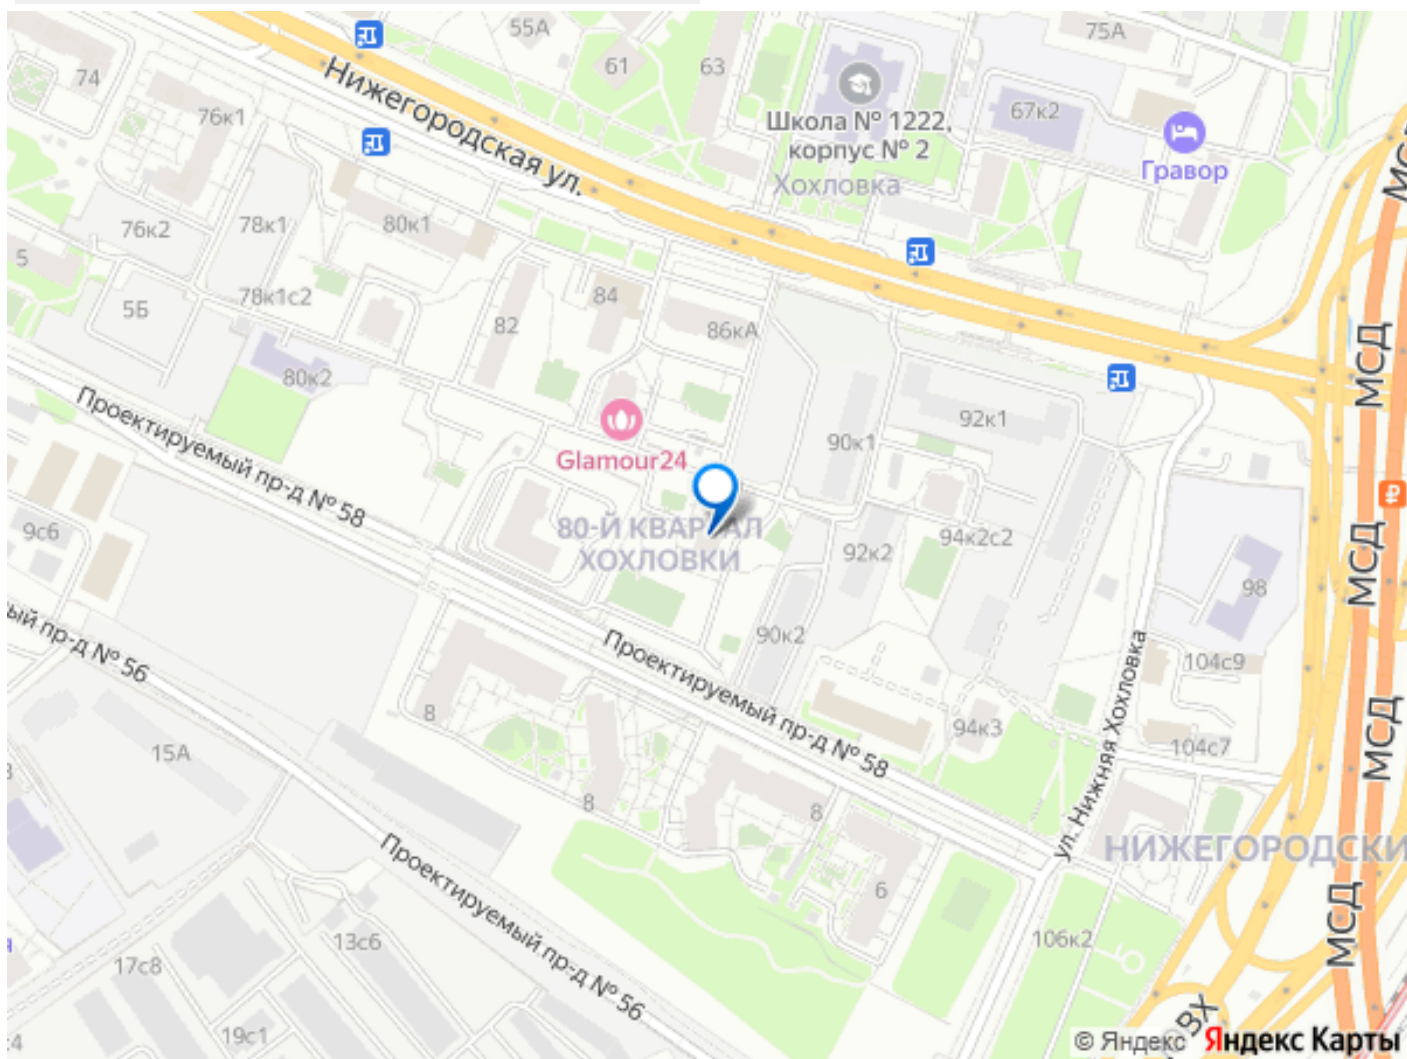 55А
61
63
75А
74
Нижегородская ул.
76к1
Школа № 1222,
корпус № 2
67к2
Гравор
Хохловка
76к2
78к1
80к1
5
78к1с2
5Б
84
82
86кА
80к2
МСД
Проектируемый пр-д № 58
Glamour24
90к1
92к1
9с6
80-Й КВАРТАЛ
ХОХЛОВКИ
92к2
94к2с2
МСД
98
90к2
ый пр-д № 56
Проектируемый пр-д № 58
ул. Нижняя Хохловка
104с9
8
94к3
104с7
МСД
15А
8
8
НИЖЕГОРОДСКИ
6
Проектируемый пр-д № 56
13с6
106к2
МСД
17с8
19с1
© Яндекс Яндекс Карты